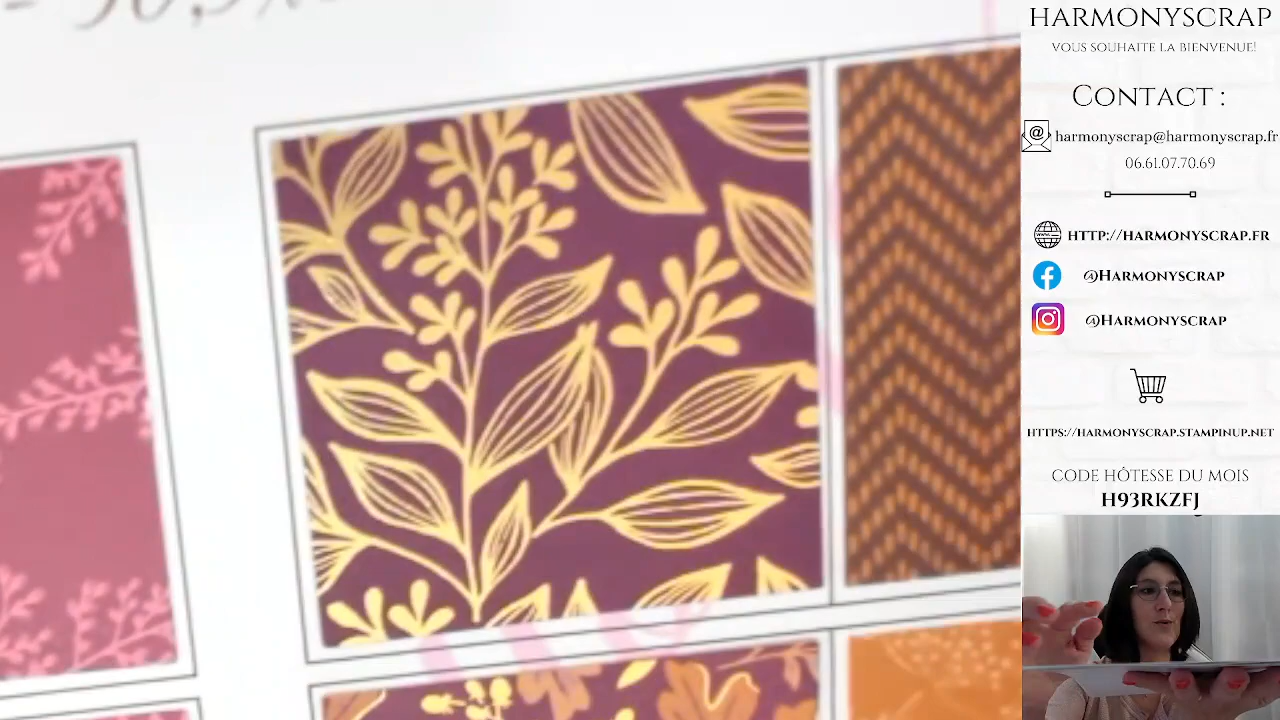 HARMONYSCRAP
VOUS SOUHAITE LA BIENVENUE!
CONTACT :
harmonyscrap@harmonyscrap.fr
06.61.07.70.69
HTTP://HARMONYSCRAP.FR
@HARMONYSCRAP
@HARMONYSCRAP
HTTPS://HARMONYSCRAP.STAMPINUP.NET
CODE HÔTESSE DU MOIS
H93RKZFJ